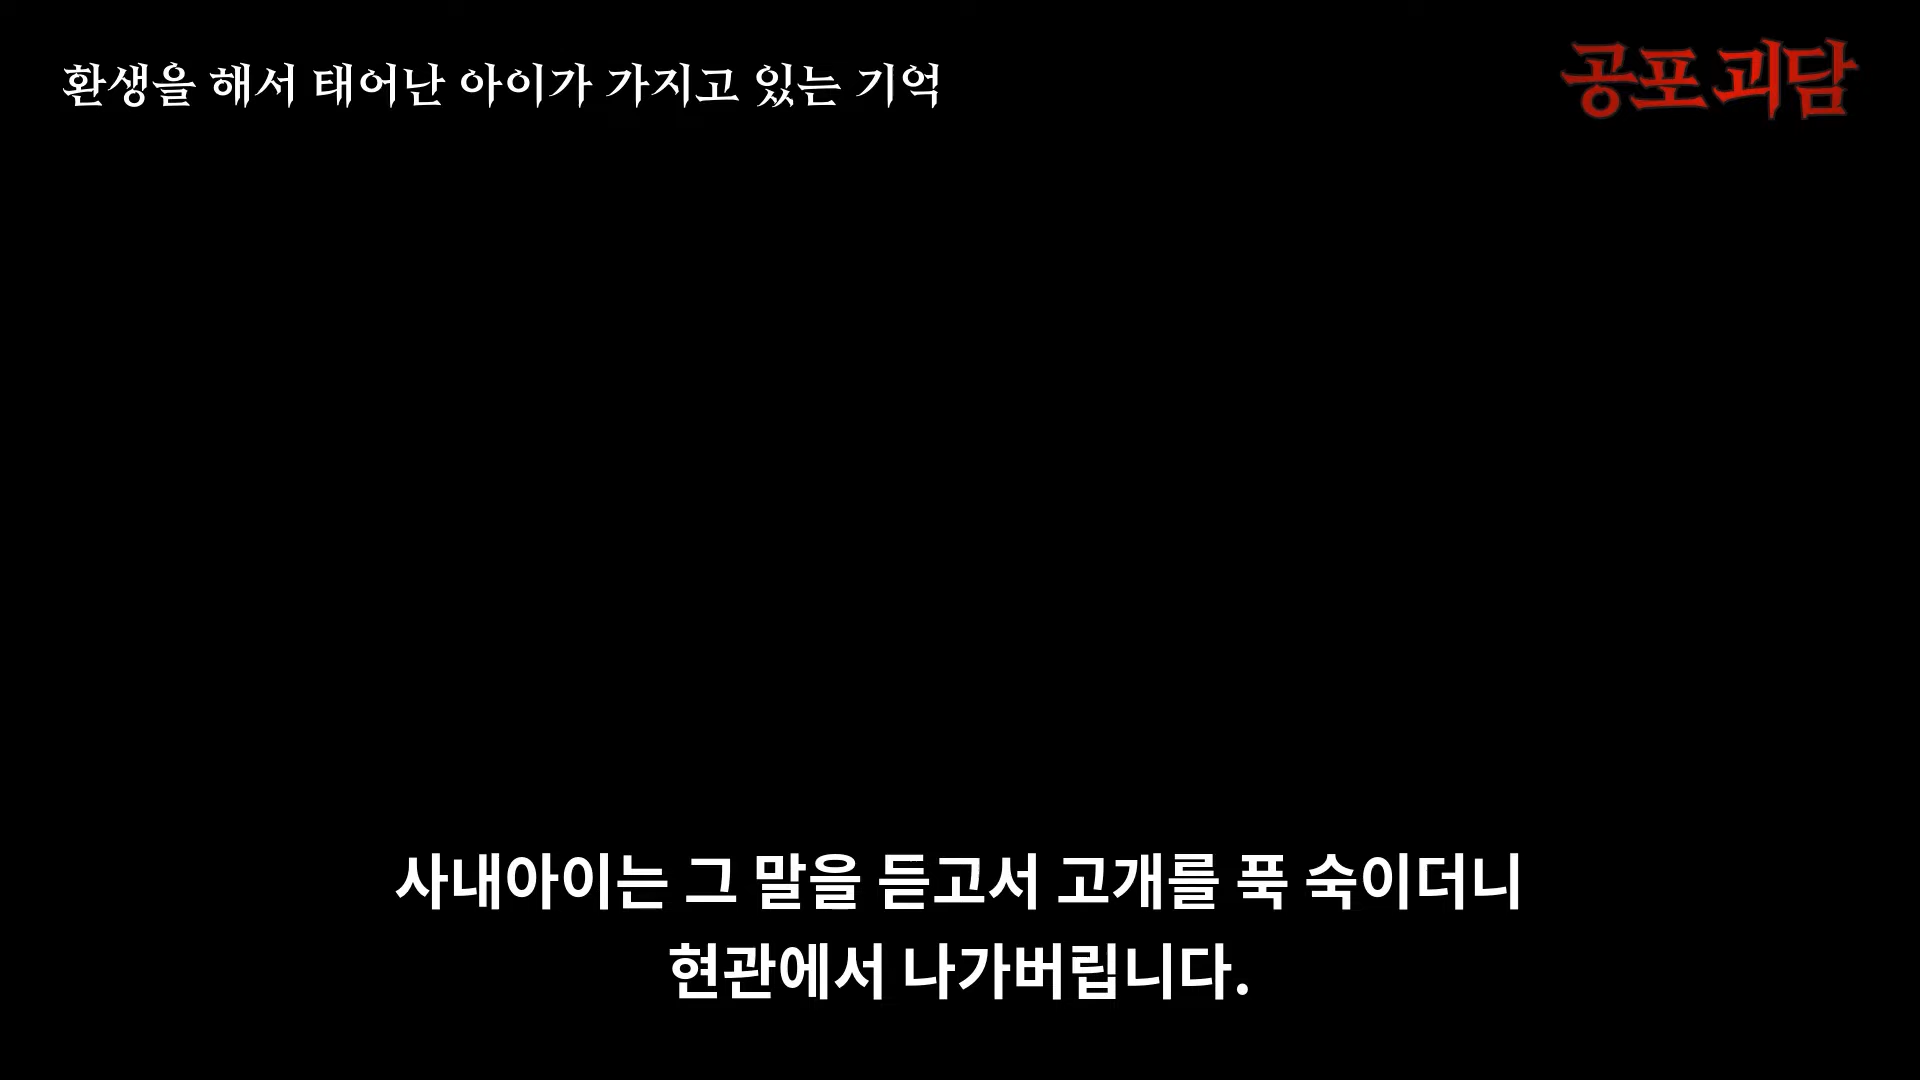 환생을 해서 태어난 아이가 가지고 있는 기억
공포괴담
사내아이는 그 말을 듣고서 고개를 푹 숙이더니
현관에서 나가버립니다.